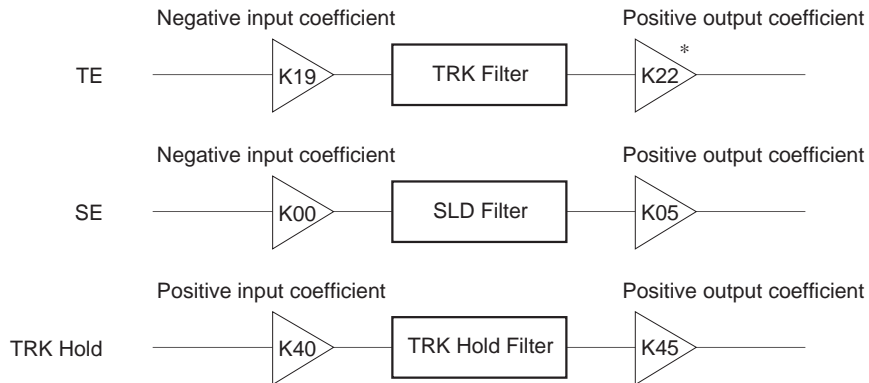 Negative input coefficient Positive output coefficient
TE K19 TRK Filter K22 *
Negative input coefficient Positive output coefficient
SE K00 SLD Filter K05
Positive input coefficient Positive output coefficient
TRK Hold K40 TRK Hold Filter K45